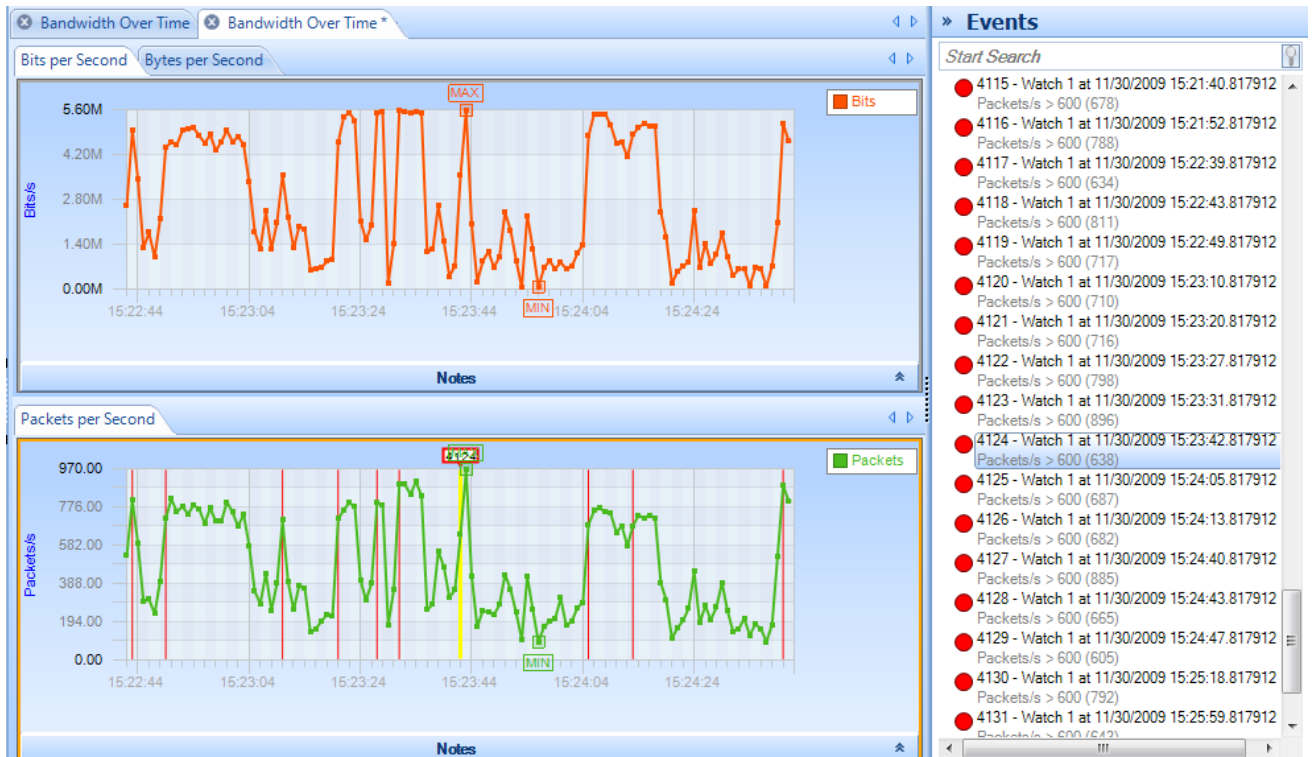 Bandwidth Over Time
Bandwidth Over Time *
Bits per Second
Bytes per Second
MAX
Bits
5.60M
4.20M
2.80M
1.40M
0.00M
Bits/s
MIN
15:22:44
15:23:04
15:23:24
15:23:44
15:24:04
15:24:24
Notes
Packets per Second
4124
Packets
970.00
776.00
582.00
388.00
194.00
0.00
Packets/s
MIN
15:22:44
15:23:04
15:23:24
15:23:44
15:24:04
15:24:24
Notes
Events
Start Search
4115 - Watch 1 at 11/30/2009 15:21:40.817912
Packets/s > 600 (678)
4116 - Watch 1 at 11/30/2009 15:21:52.817912
Packets/s > 600 (788)
4117 - Watch 1 at 11/30/2009 15:22:39.817912
Packets/s > 600 (634)
4118 - Watch 1 at 11/30/2009 15:22:43.817912
Packets/s > 600 (811)
4119 - Watch 1 at 11/30/2009 15:22:49.817912
Packets/s > 600 (717)
4120 - Watch 1 at 11/30/2009 15:23:10.817912
Packets/s > 600 (710)
4121 - Watch 1 at 11/30/2009 15:23:20.817912
Packets/s > 600 (716)
4122 - Watch 1 at 11/30/2009 15:23:27.817912
Packets/s > 600 (798)
4123 - Watch 1 at 11/30/2009 15:23:31.817912
Packets/s > 600 (896)
4124 - Watch 1 at 11/30/2009 15:23:42.817912
Packets/s > 600 (638)
4125 - Watch 1 at 11/30/2009 15:24:05.817912
Packets/s > 600 (687)
4126 - Watch 1 at 11/30/2009 15:24:13.817912
Packets/s > 600 (682)
4127 - Watch 1 at 11/30/2009 15:24:40.817912
Packets/s > 600 (885)
4128 - Watch 1 at 11/30/2009 15:24:43.817912
Packets/s > 600 (665)
4129 - Watch 1 at 11/30/2009 15:24:47.817912
Packets/s > 600 (605)
4130 - Watch 1 at 11/30/2009 15:25:18.817912
Packets/s > 600 (792)
4131 - Watch 1 at 11/30/2009 15:25:59.817912
Packets/s > 600 (643)